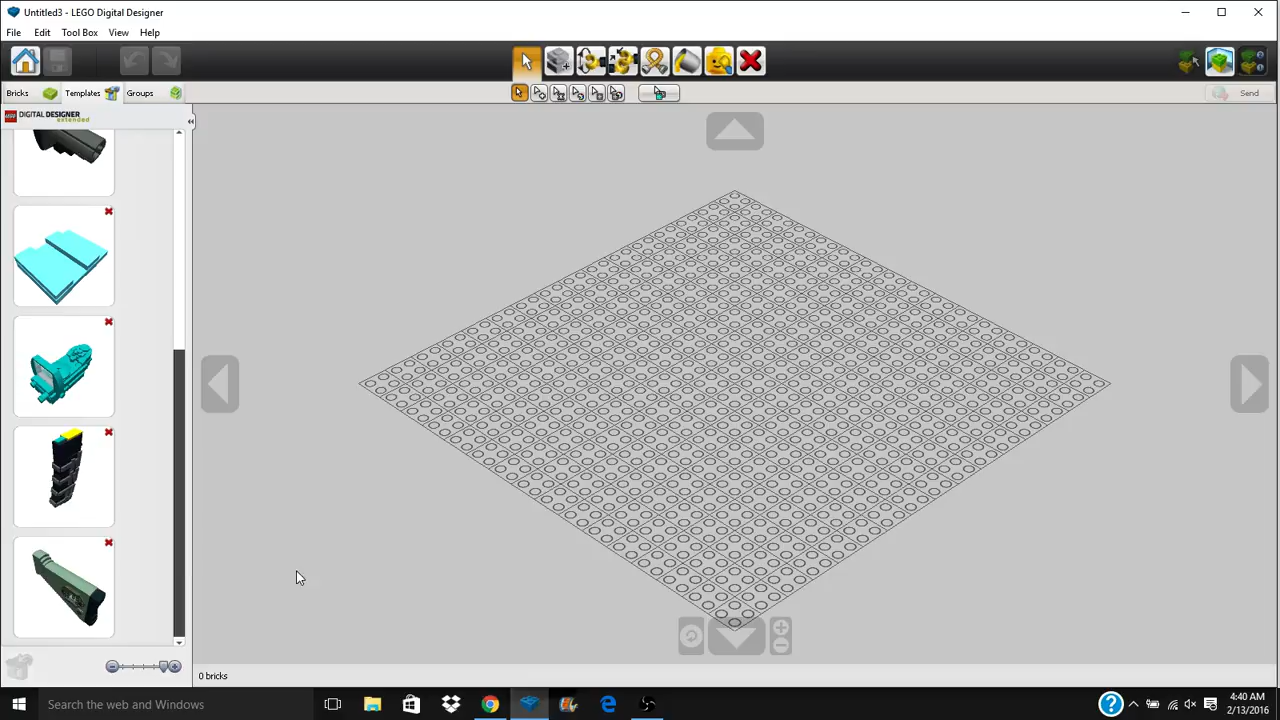 Untitled3 - LEGO Digital Designer
File Edit Tool Box View Help
Bricks Templates Groups
Send
LEGO DIGITAL DESIGNER
extended
0 bricks
Search the web and Windows
4:40 AM
2/13/2016